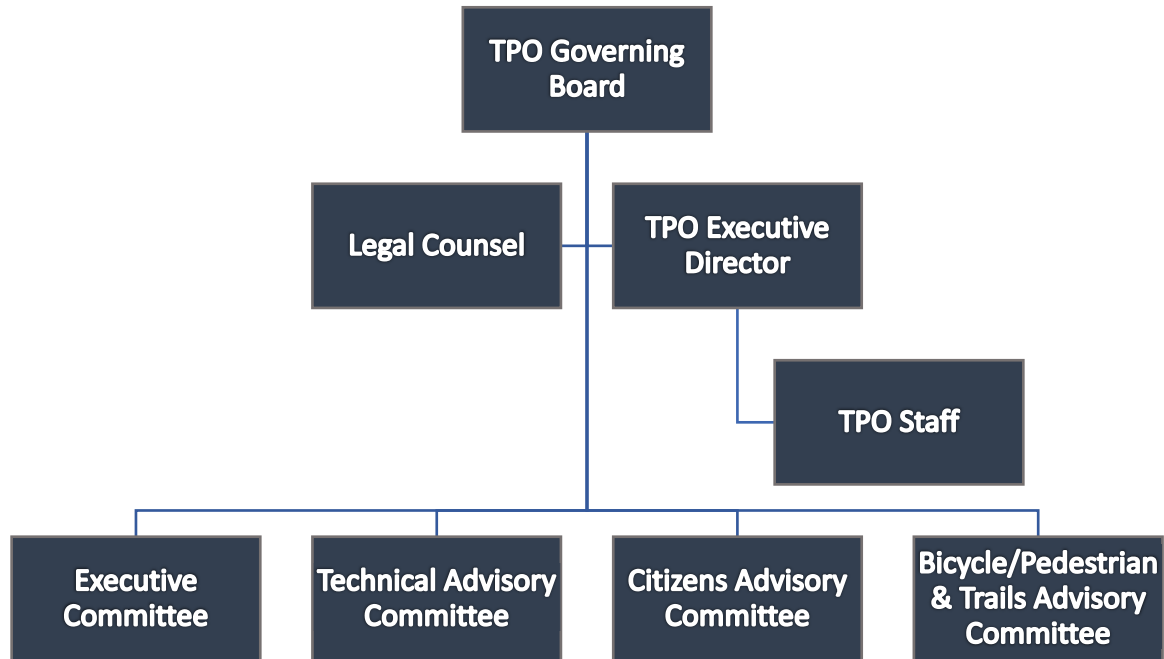 TPO Governing
Board
Legal Counsel
TPO Executive
Director
TPO Staff
Executive
Committee
Technical Advisory
Committee
Citizens Advisory
Committee
Bicycle/Pedestrian
& Trails Advisory
Committee